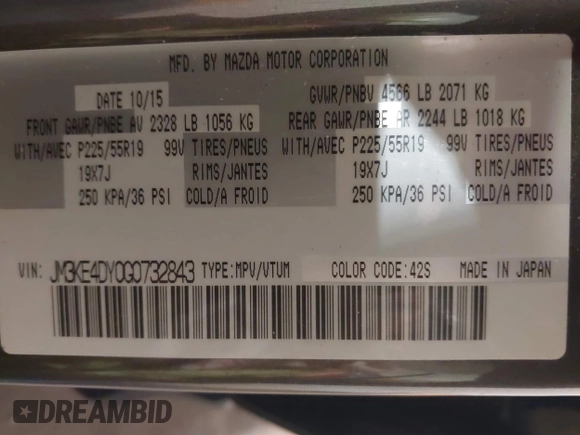 MFD. BY MAZDA MOTOR CORPORATION
DATE 10/15 GVWR/PNBV 4566 LB 2071 KG
FRONT GAWR/PNBE AV 2328 LB 1056 KG REAR GAWR/PNBE AR 2244 LB 1018 KG
WITH/AVEC P225/55R19 99V TIRES/PNEUS WITH/AVEC P225/55R19 99V TIRES/PNEUS
19X7J RIMS/JANTES 19X7J RIMS/JANTES
250 KPA/36 PSI COLD/A FROID 250 KPA/36 PSI COLD/A FROID
VIN: JM3KE4DY0G0732843 TYPE:MPV/VTUM COLOR CODE:42S MADE IN JAPAN
DREAMBID